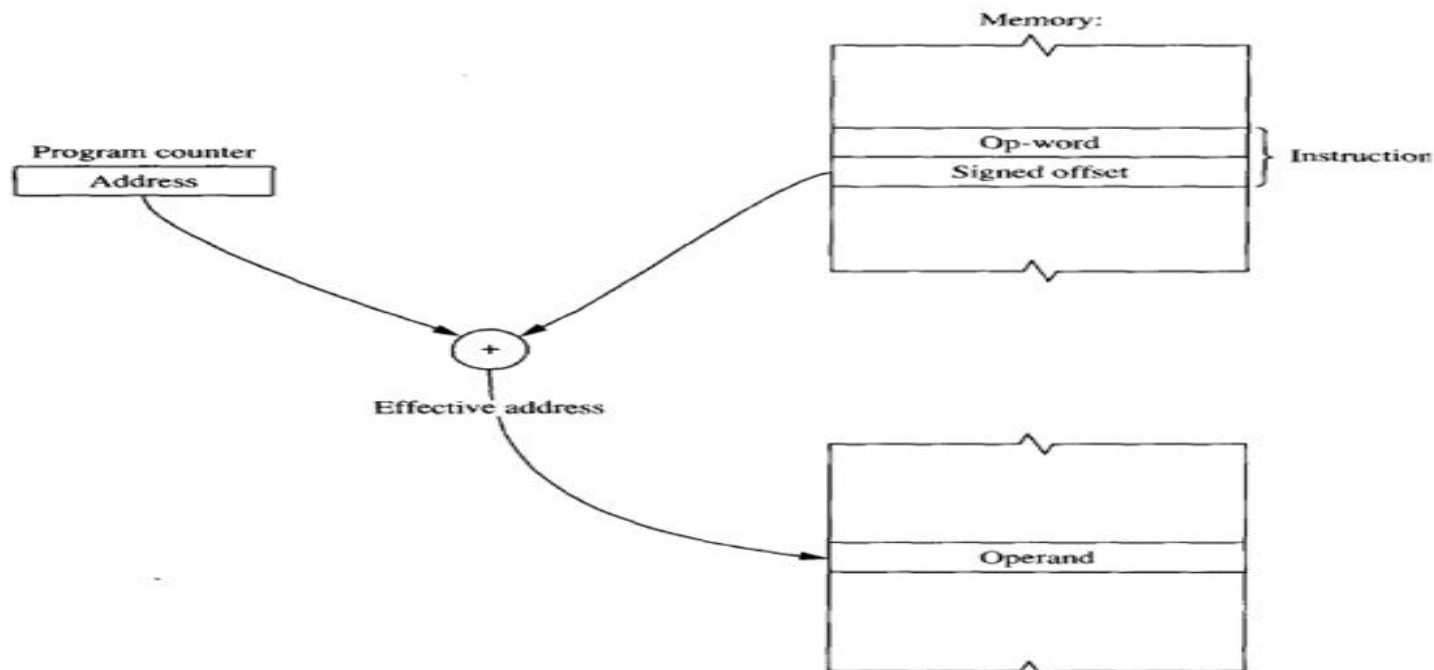 Memory:
Op-word
Program counter
Instruction
Address
Signed offset
+
Effective address
Operand